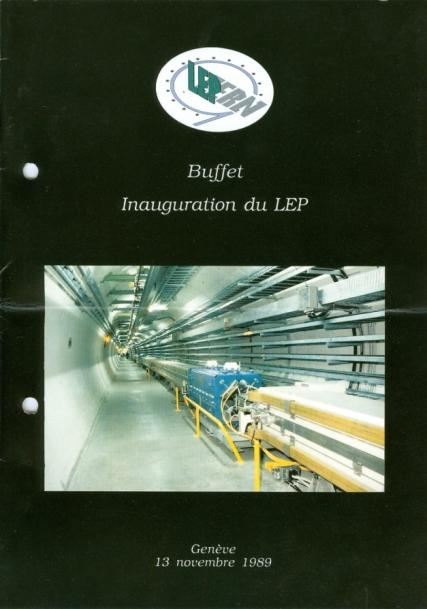 LEP
CERN
Buffet
Inauguration du LEP
Genève
13 novembre 1989